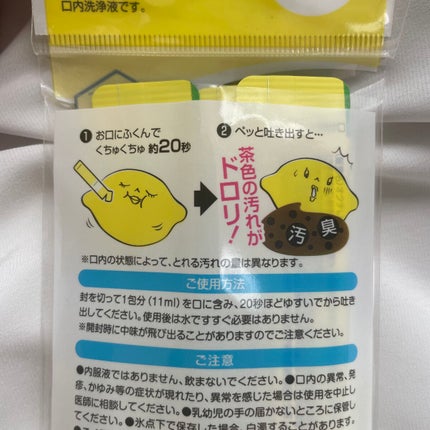 口内洗浄液です。
❶ お口にふくんで
くちゅくちゅ 約20秒
❷ ペッと吐き出すと…
茶色の汚れが
ドロリ!
汚 臭
※口内の状態によって、とれる汚れの量は異なります。
ご使用方法
封を切って1包分(11ml)を口に含み、20秒ほどゆすいでから吐き
出してください。使用後は水ですすぐ必要はありません。
※開封時に中味が飛び出ることがありますのでご注意ください。
ご注意
●内服液ではありません、飲まないでください。●口内の異常、発
疹、かゆみ等の症状が現れたり、異常を感じた場合は使用を中止し
医師に相談してください。●乳幼児の手の届かないところに保管し
てください。●氷点下で保存した場合、白濁することが